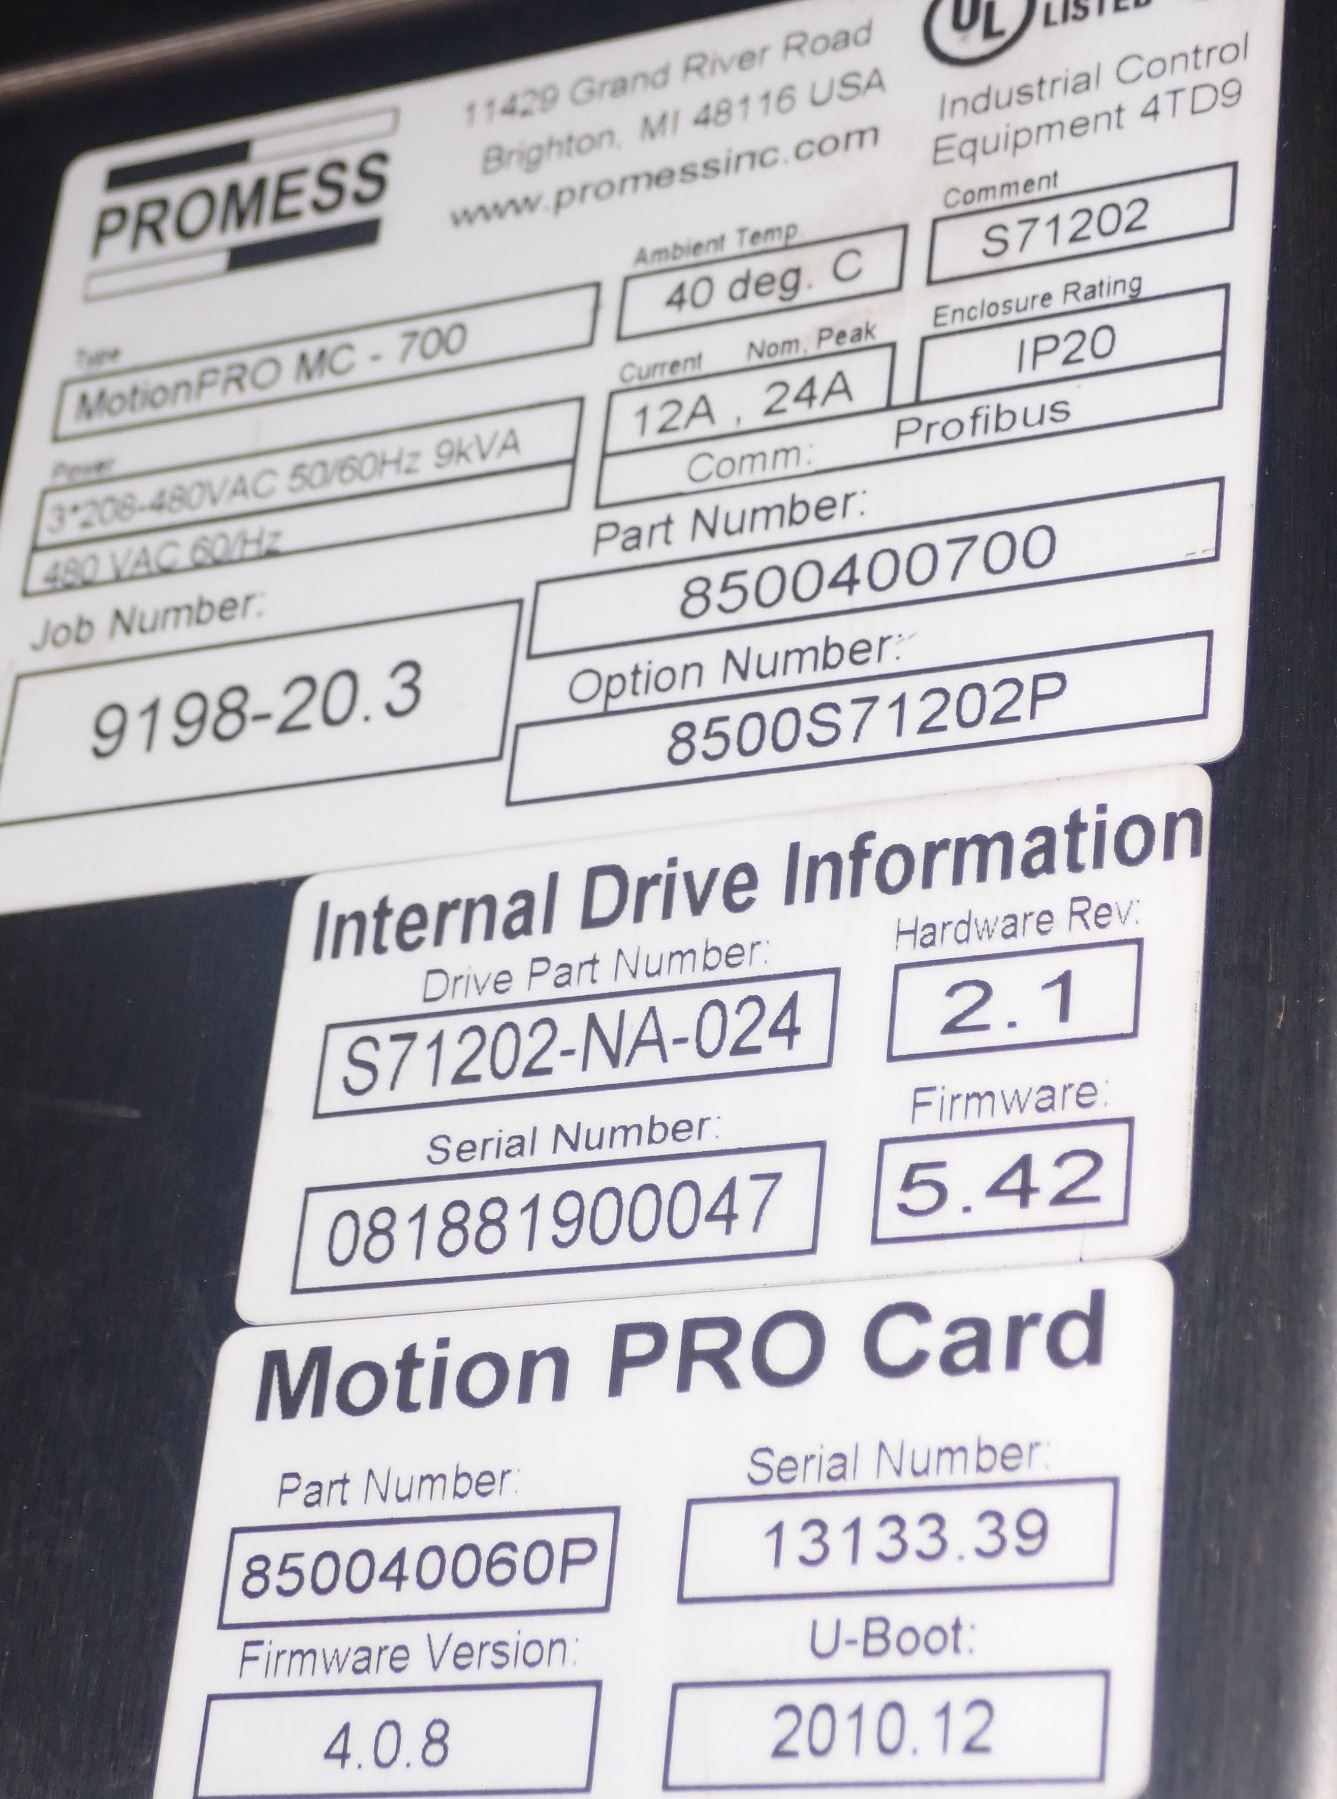 11429 Grand River Road
Brighton, MI 48116 USA
www.promessinc.com
UL LISTED
Industrial Control
Equipment 4TD9
PROMESS
Type
MotionPRO MC - 700
Ambient Temp.
40 deg. C
Comment
S71202
Power
3*208-480VAC 50/60Hz 9kVA
480 VAC 60/Hz
Current Nom, Peak
12A , 24A
Enclosure Rating
IP20
Comm: Profibus
Job Number:
9198-20.3
Part Number:
8500400700
--
Option Number:
8500S71202P
Internal Drive Information
Drive Part Number:
S71202-NA-024
Hardware Rev:
2.1
Serial Number:
081881900047
Firmware:
5.42
Motion PRO Card
Part Number:
850040060P
Serial Number:
13133.39
Firmware Version:
4.0.8
U-Boot:
2010.12